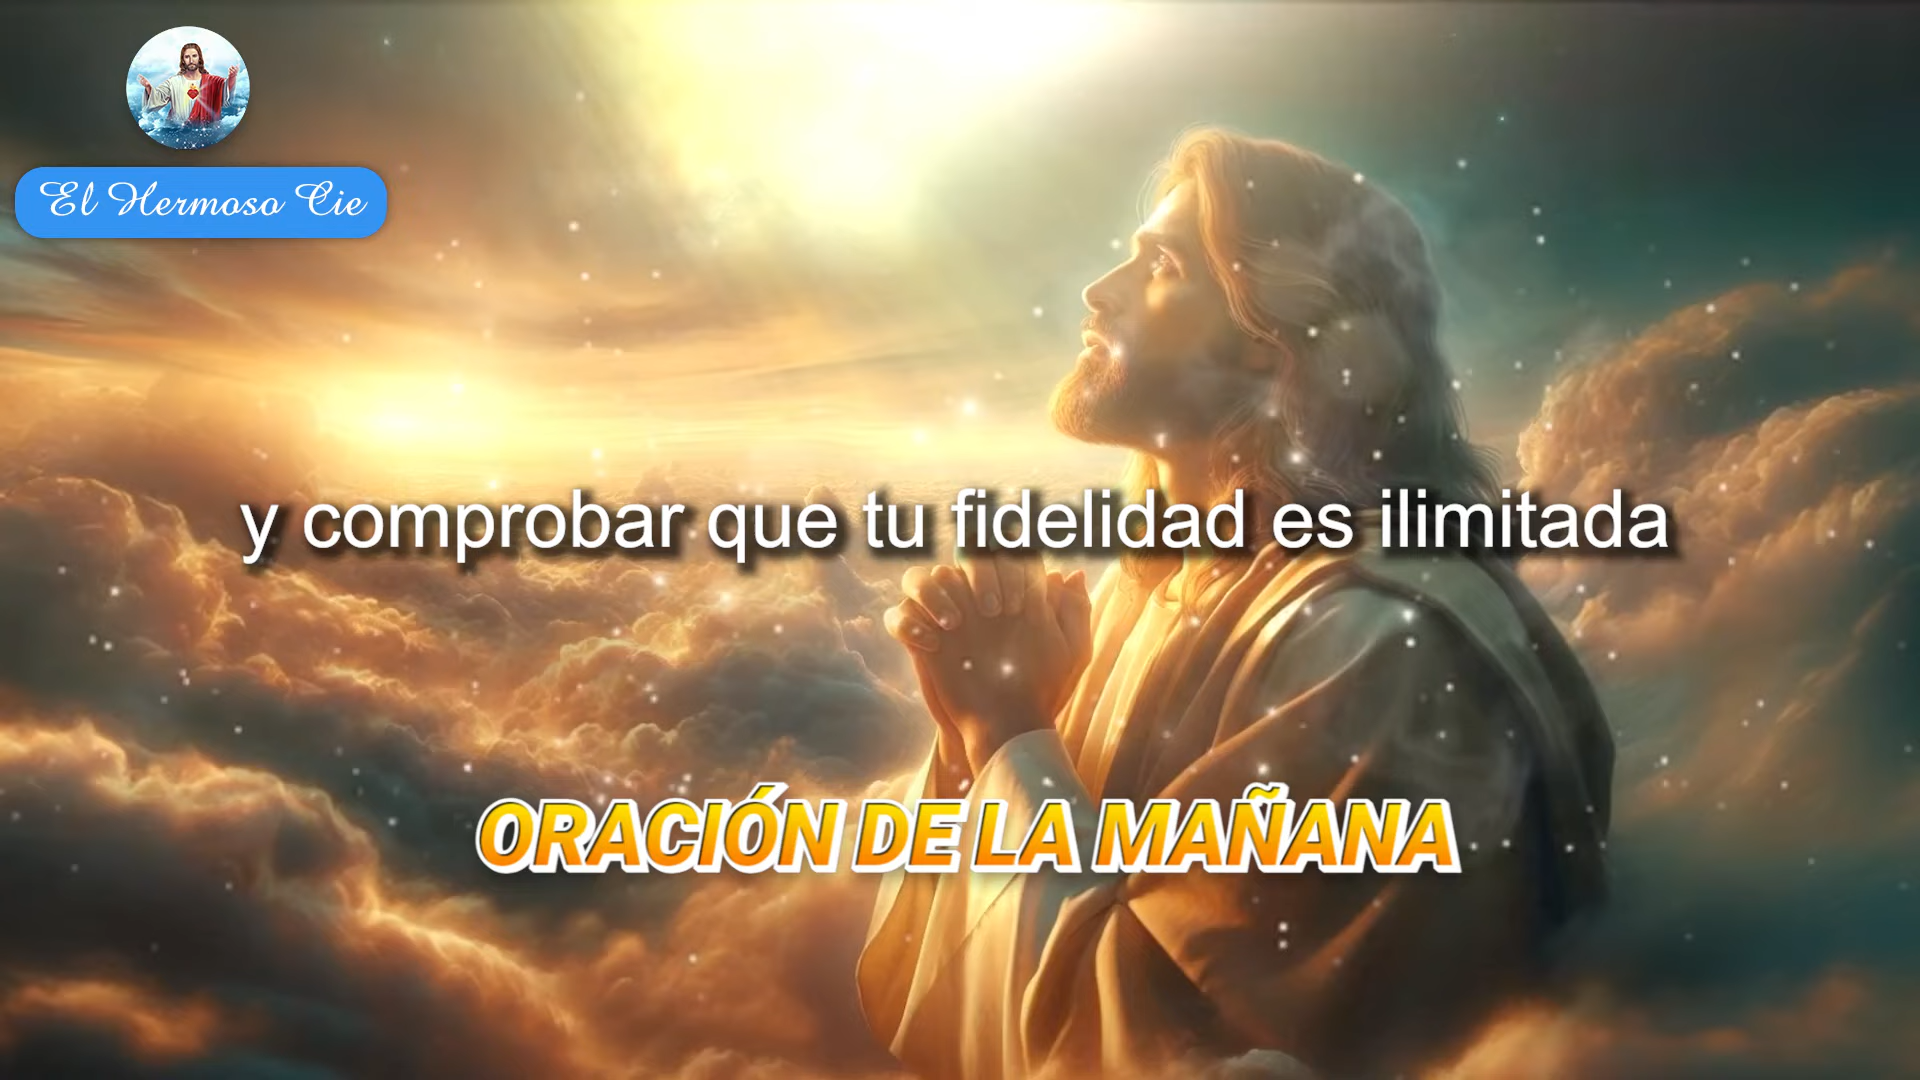 El Hermoso Cie
y comprobar que tu fidelidad es ilimitada
ORACIÓN DE LA MAÑANA